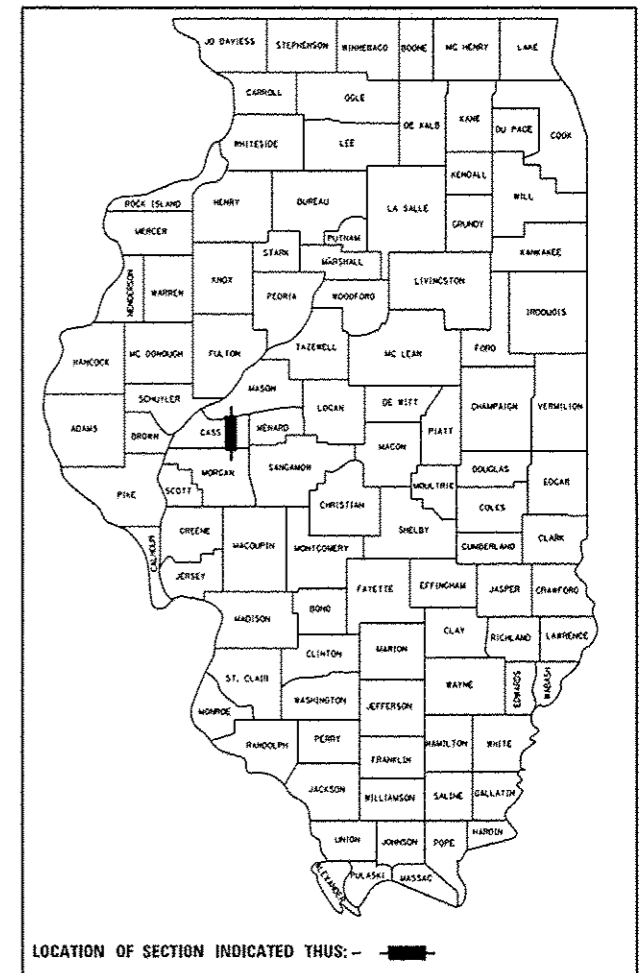 JO DAVIESS STEPHENSON WINNEBAGO BOONE MC HENRY LAKE
CARROLL OGLE DE KALB KANE DU PAGE COOK
WHITESIDE LEE
KENDALL WILL
ROCK ISLAND HENRY BUREAU LA SALLE GRUNDY
MERCER PUTNAM
STARK MARSHALL KANKAKEE
HENDERSON WARREN KNOX PEORIA WOODFORD LIVINGSTON
IROQUOIS
HANCOCK MC DONOUGH FULTON TAZEWELL MC LEAN FORD
SCHUYLER MASON
ADAMS BROWN CASS MENARD LOGAN DE WITT PIATT CHAMPAIGN VERMILION
MACON
PIKE SCOTT MORGAN SANGAMON MOULTRIE DOUGLAS EDGAR
CHRISTIAN COLES
CALHOUN GREENE MACOUPIN MONTGOMERY SHELBY CUMBERLAND CLARK
JERSEY FAYETTE EFFINGHAM JASPER CRAWFORD
MADISON BOND
CLAY RICHLAND LAWRENCE
CLINTON MARION
ST. CLAIR WAYNE EDWARDS WABASH
MONROE WASHINGTON JEFFERSON
RANDOLPH PERRY HAMILTON WHITE
FRANKLIN
JACKSON WILLIAMSON SALINE GALLATIN
UNION JOHNSON POPE HARDIN
ALEXANDER PULASKI MASSAC
LOCATION OF SECTION INDICATED THUS: -